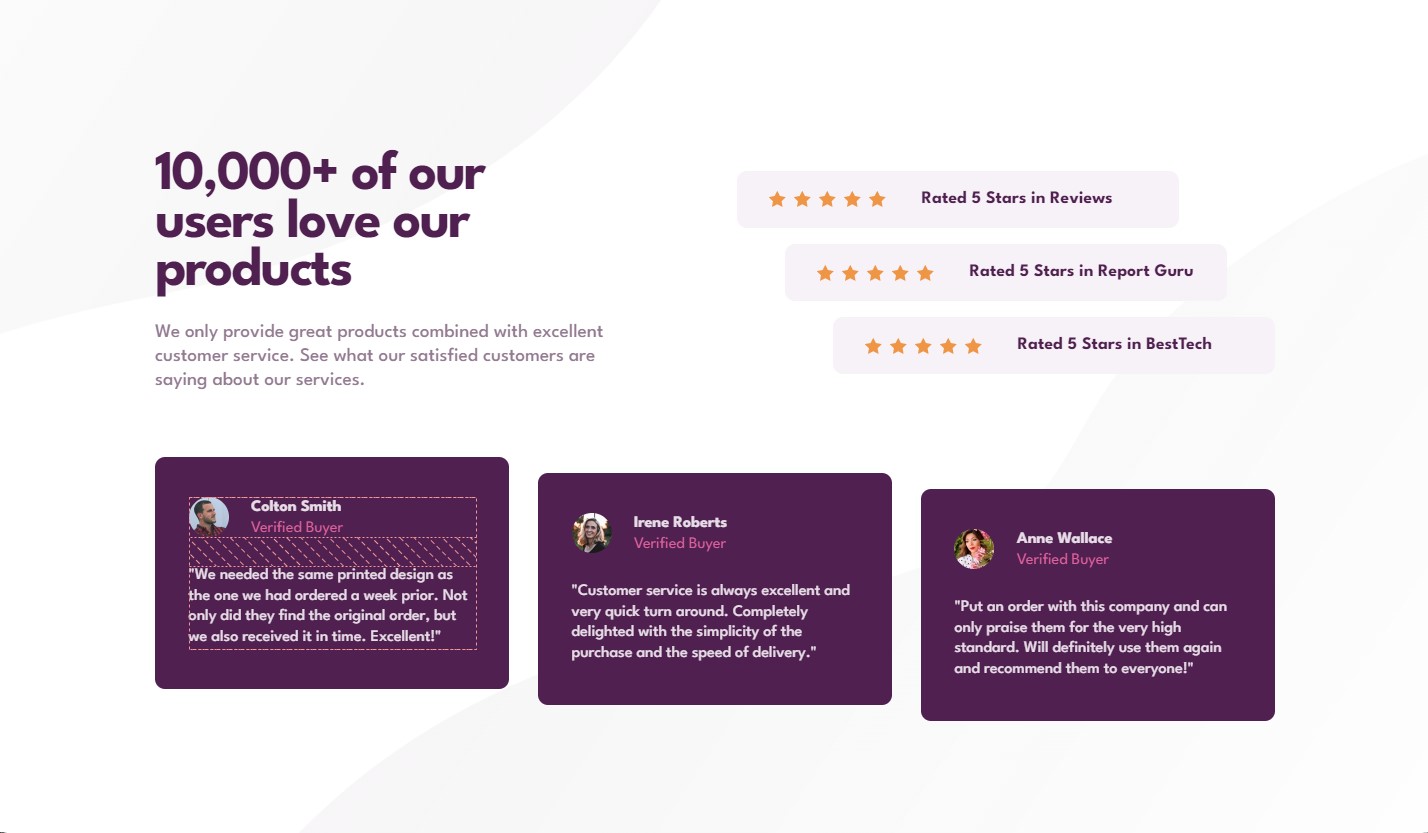 10,000+ of our
users love our
products
We only provide great products combined with excellent
customer service. See what our satisfied customers are
saying about our services.
Rated 5 Stars in Reviews
Rated 5 Stars in Report Guru
Rated 5 Stars in BestTech
Colton Smith
Verified Buyer
"We needed the same printed design as
the one we had ordered a week prior. Not
only did they find the original order, but
we also received it in time. Excellent!"
Irene Roberts
Verified Buyer
"Customer service is always excellent and
very quick turn around. Completely
delighted with the simplicity of the
purchase and the speed of delivery."
Anne Wallace
Verified Buyer
"Put an order with this company and can
only praise them for the very high
standard. Will definitely use them again
and recommend them to everyone!"